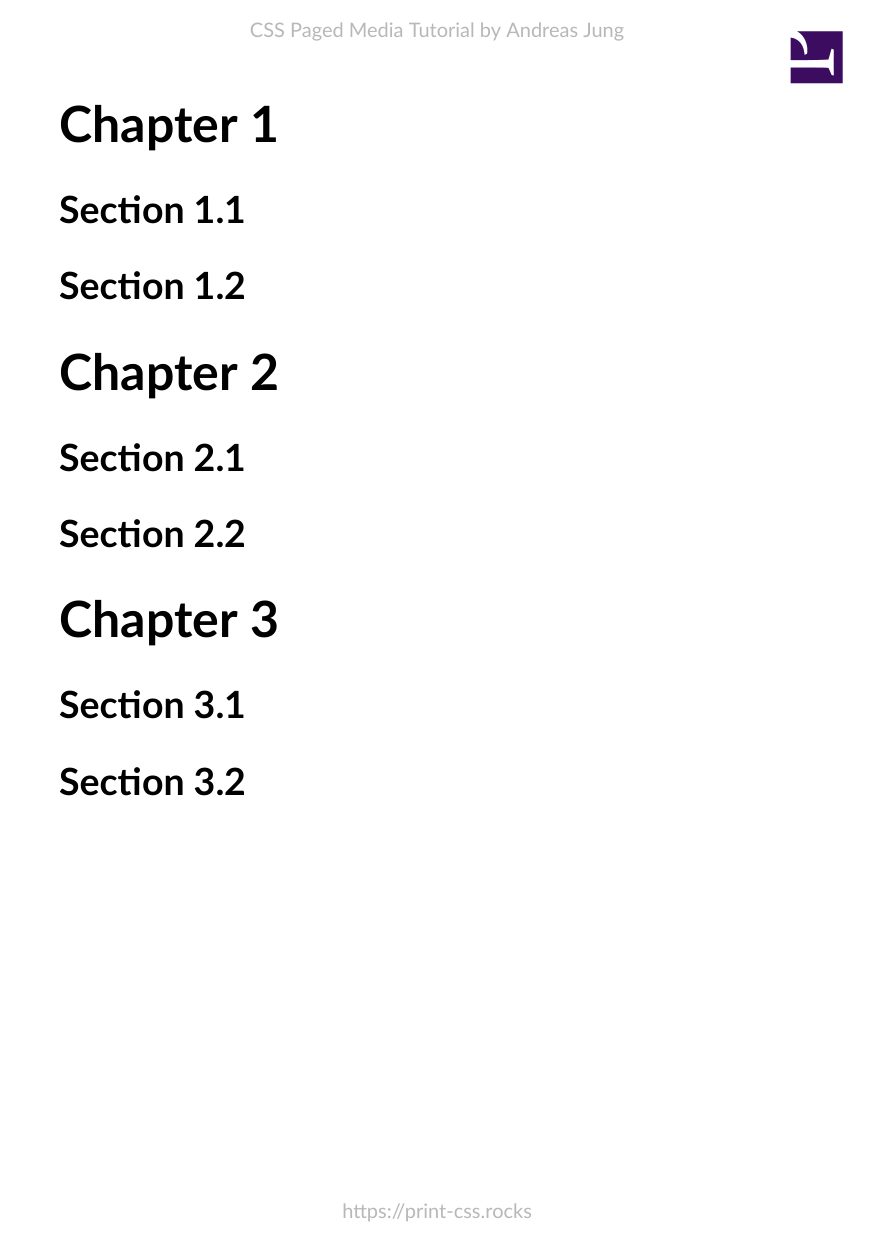 CSS Paged Media Tutorial by Andreas Jung
Chapter 1
Section 1.1
Section 1.2
Chapter 2
Section 2.1
Section 2.2
Chapter 3
Section 3.1
Section 3.2
https://print-css.rocks